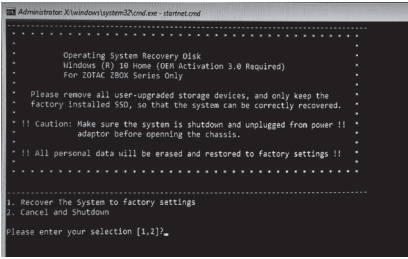 Administrator: X:\windows\system32\cmd.exe - startnet.cmd
Operating System Recovery Disk
Windows (R) 10 Home (OEM Activation 3.0 Required)
For ZOTAC ZBOX Series Only
Please remove all user-upgraded storage devices, and only keep the
factory installed SSD, so that the system can be correctly recovered.
!! Caution: Make sure the system is shutdown and unplugged from power !!
adaptor before openning the chassis.
!! All personal data will be erased and restored to factory settings !!
1. Recover The System to factory settings
2. Cancel and Shutdown
Please enter your selection [1,2]?_